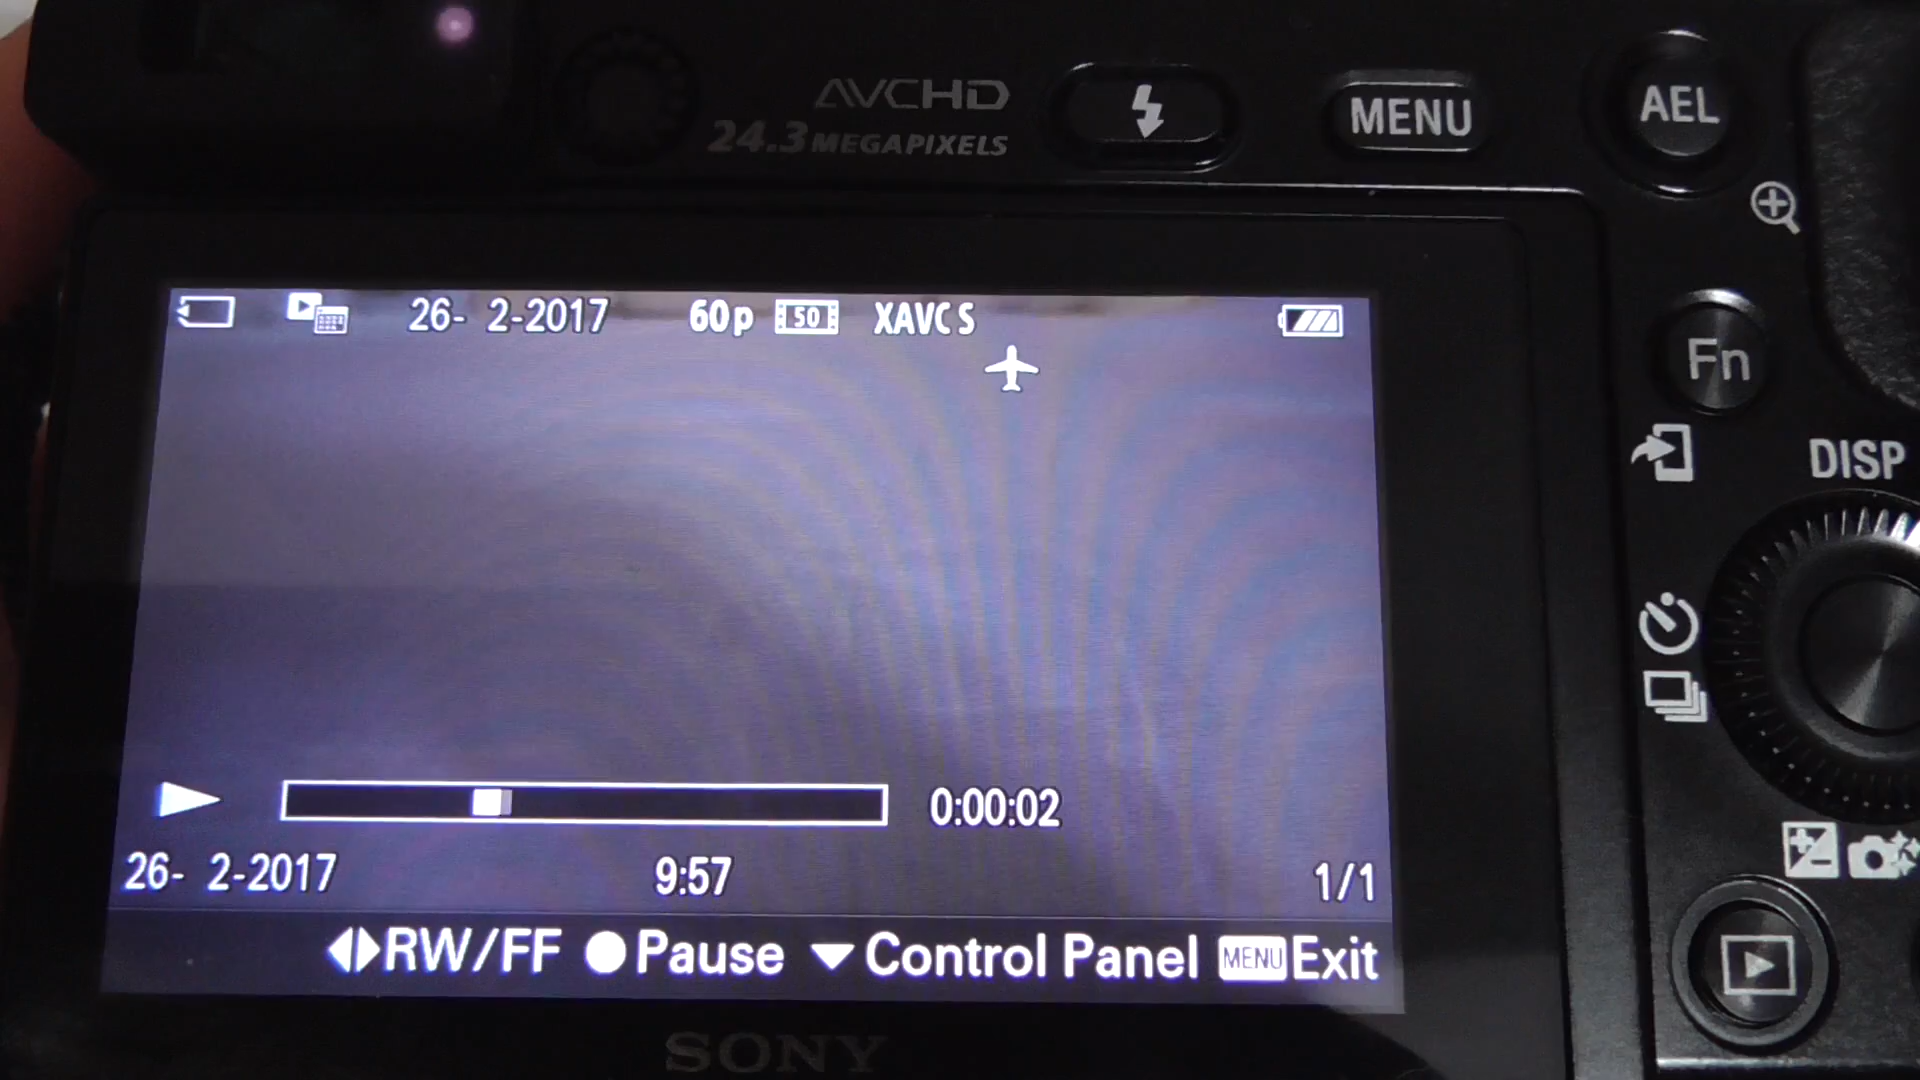 AVCHD
24.3 MEGAPIXELS
MENU
AEL
26- 2-2017 60p 50 XAVC S
Fn
DISP
0:00:02
26- 2-2017 9:57 1/1
RW/FF Pause Control Panel MENU Exit
SONY